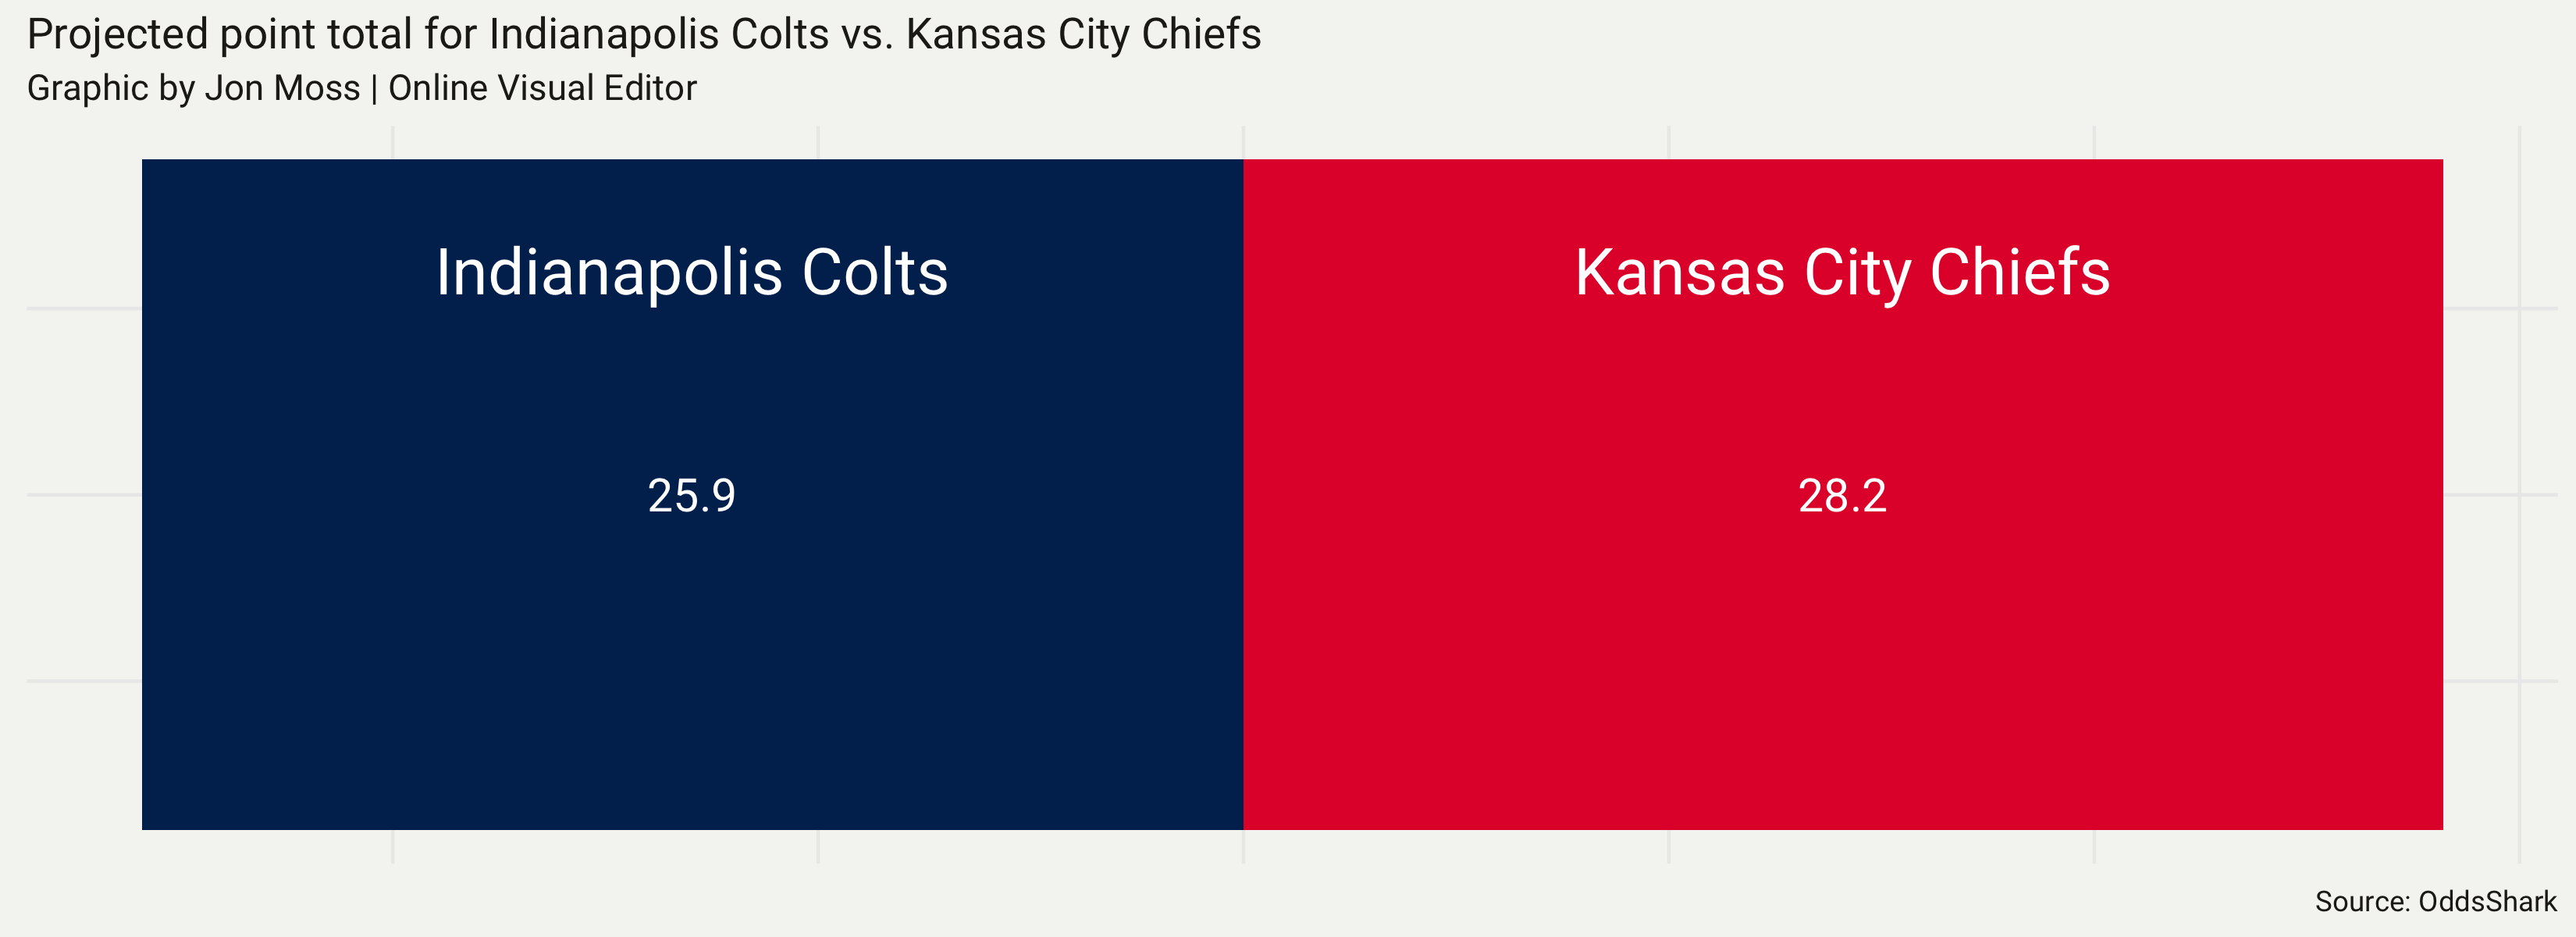 Projected point total for Indianapolis Colts vs. Kansas City Chiefs
Graphic by Jon Moss | Online Visual Editor
Indianapolis Colts
Kansas City Chiefs
25.9
28.2
Source: OddsShark